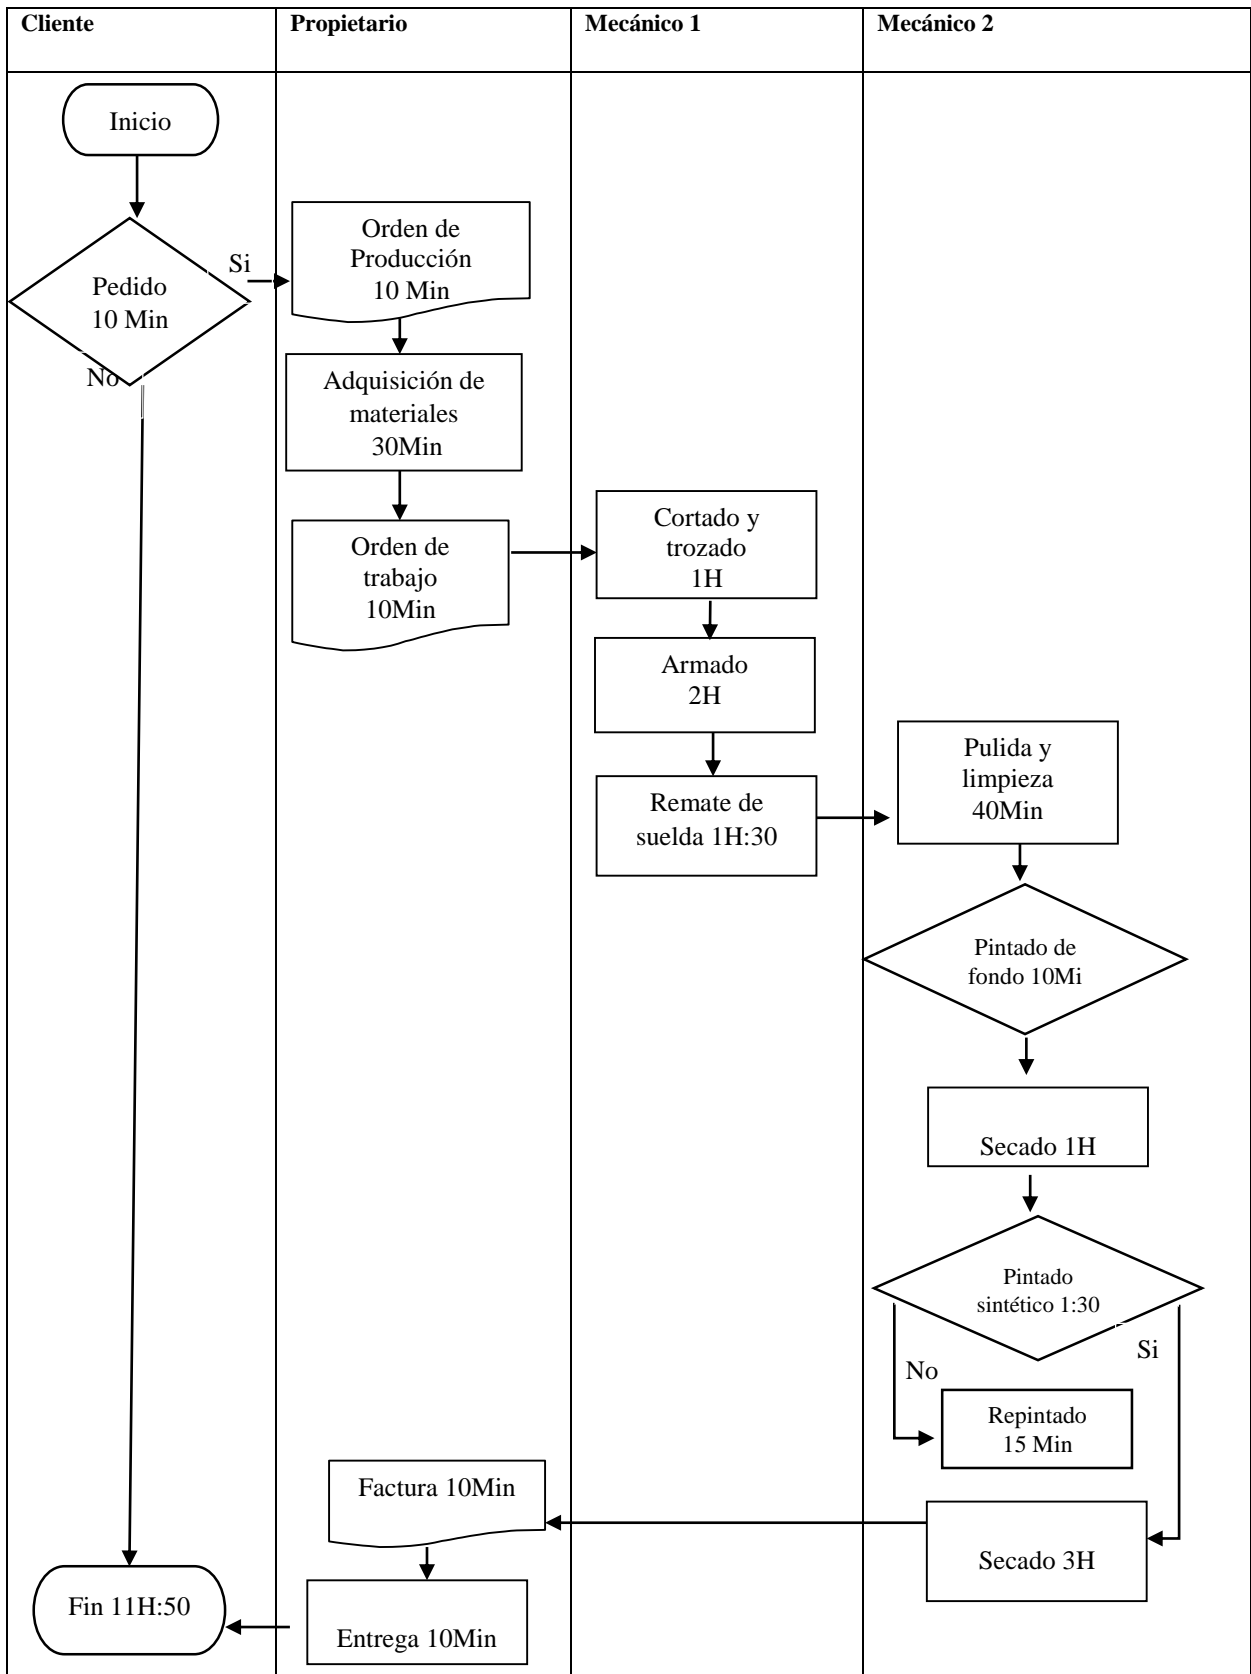 Cliente
Propietario
Mecánico 1
Mecánico 2
Inicio
Pedido
10 Min
Si
No
Orden de
Producción
10 Min
Adquisición de
materiales
30Min
Orden de
trabajo
10Min
Cortado y
trozado
1H
Armado
2H
Remate de
suelda 1H:30
Pulida y
limpieza
40Min
Pintado de
fondo 10Mi
Secado 1H
Pintado
sintético 1:30
No
Si
Repintado
15 Min
Secado 3H
Factura 10Min
Entrega 10Min
Fin 11H:50